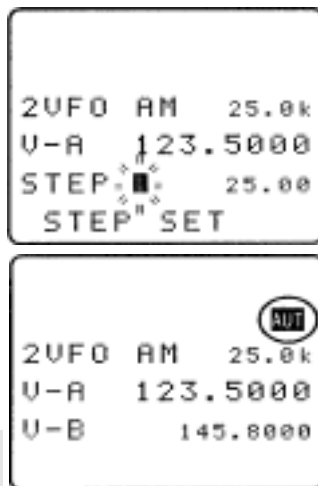 2VFO AM 25.0k
V-A 123.5000
STEP 25.00
STEP SET
AUT
2VFO AM 25.0k
V-A 123.5000
V-B 145.8000